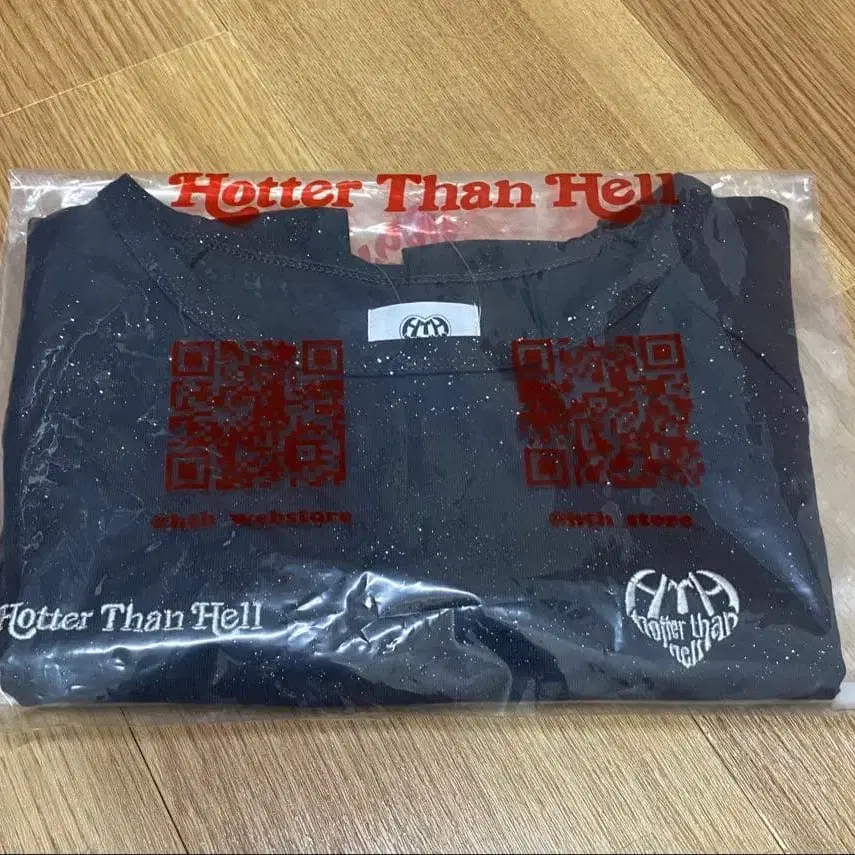 Hotter Than Hell
HTH
@hth_webstore
@hth_store
Hotter Than Hell
HTH
hotter than
hell